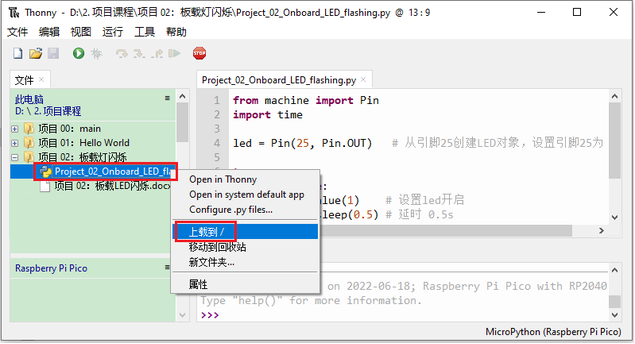 Thonny - D:\2. 项目课程\项目 02：板载灯闪烁\Project_02_Onboard_LED_flashing.py @ 13 : 9
文件 编辑 视图 运行 工具 帮助
文件
此电脑
D: \ 2. 项目课程
项目 00：main
项目 01：Hello World
项目 02：板载灯闪烁
Project_02_Onboard_LED_fla
项目 02：板载LED闪烁.docx
Raspberry Pi Pico
Project_02_Onboard_LED_flashing.py
1 from machine import Pin
2 import time
3
4 led = Pin(25, Pin.OUT) # 从引脚25创建LED对象，设置引脚25为
5
e:
alue(1) # 设置led开启
leep(0.5) # 延时 0.5s
Open in Thonny
Open in system default app
Configure .py files...
上载到 /
移动到回收站
新文件夹...
属性
on 2022-06-18; Raspberry Pi Pico with RP2040
Type "help()" for more information.
>>>
MicroPython (Raspberry Pi Pico)